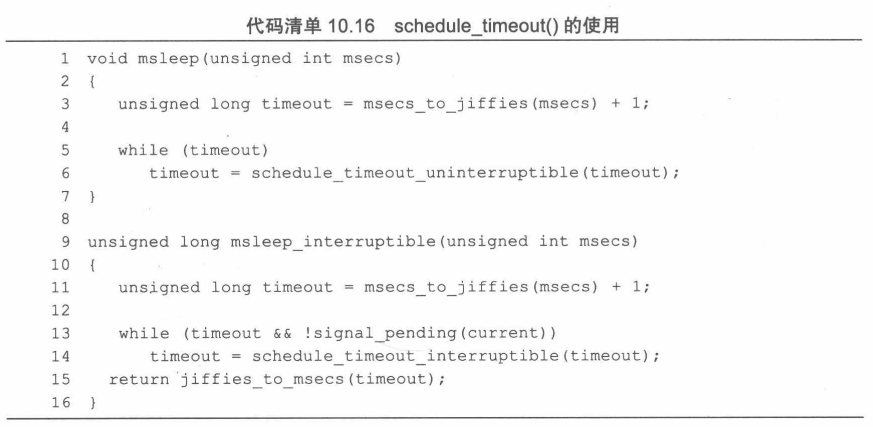 代码清单 10.16 schedule_timeout() 的使用
1 void msleep(unsigned int msecs)
2 {
3 unsigned long timeout = msecs_to_jiffies(msecs) + 1;
4
5 while (timeout)
6 timeout = schedule_timeout_uninterruptible(timeout);
7 }
8
9 unsigned long msleep_interruptible(unsigned int msecs)
10 {
11 unsigned long timeout = msecs_to_jiffies(msecs) + 1;
12
13 while (timeout && !signal_pending(current))
14 timeout = schedule_timeout_interruptible(timeout);
15 return jiffies_to_msecs(timeout);
16 }